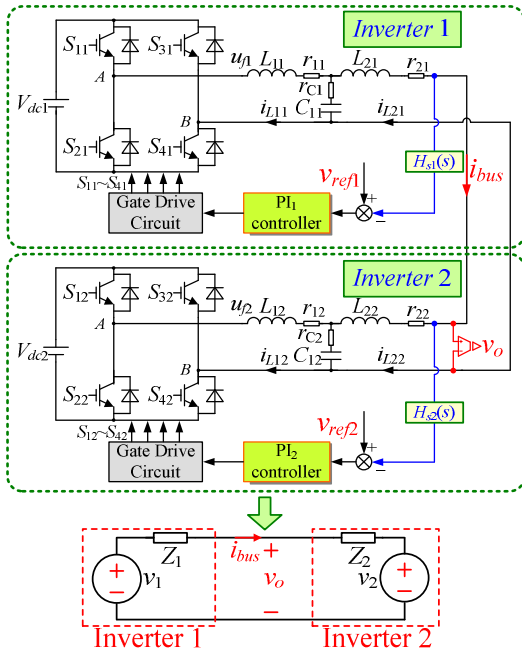 Inverter 1
S11 S31
uf1 L11 r11 L21 r21
A
rC1
Vdc1
C11
B iL11 iL21
S21 S41
Hs1(s)
ibus
S11~S41
vref1
Gate Drive Circuit
PI1 controller
+
−
Inverter 2
S12 S32
uf2 L12 r12 L22 r22
A
rC2
Vdc2
C12
vo
B iL12 iL22
S22 S42
Hs2(s)
S12~S42
vref2
Gate Drive Circuit
PI2 controller
+
−
Z1 ibus + Z2
+ v1 − vo v2 + −
−
Inverter 1 Inverter 2